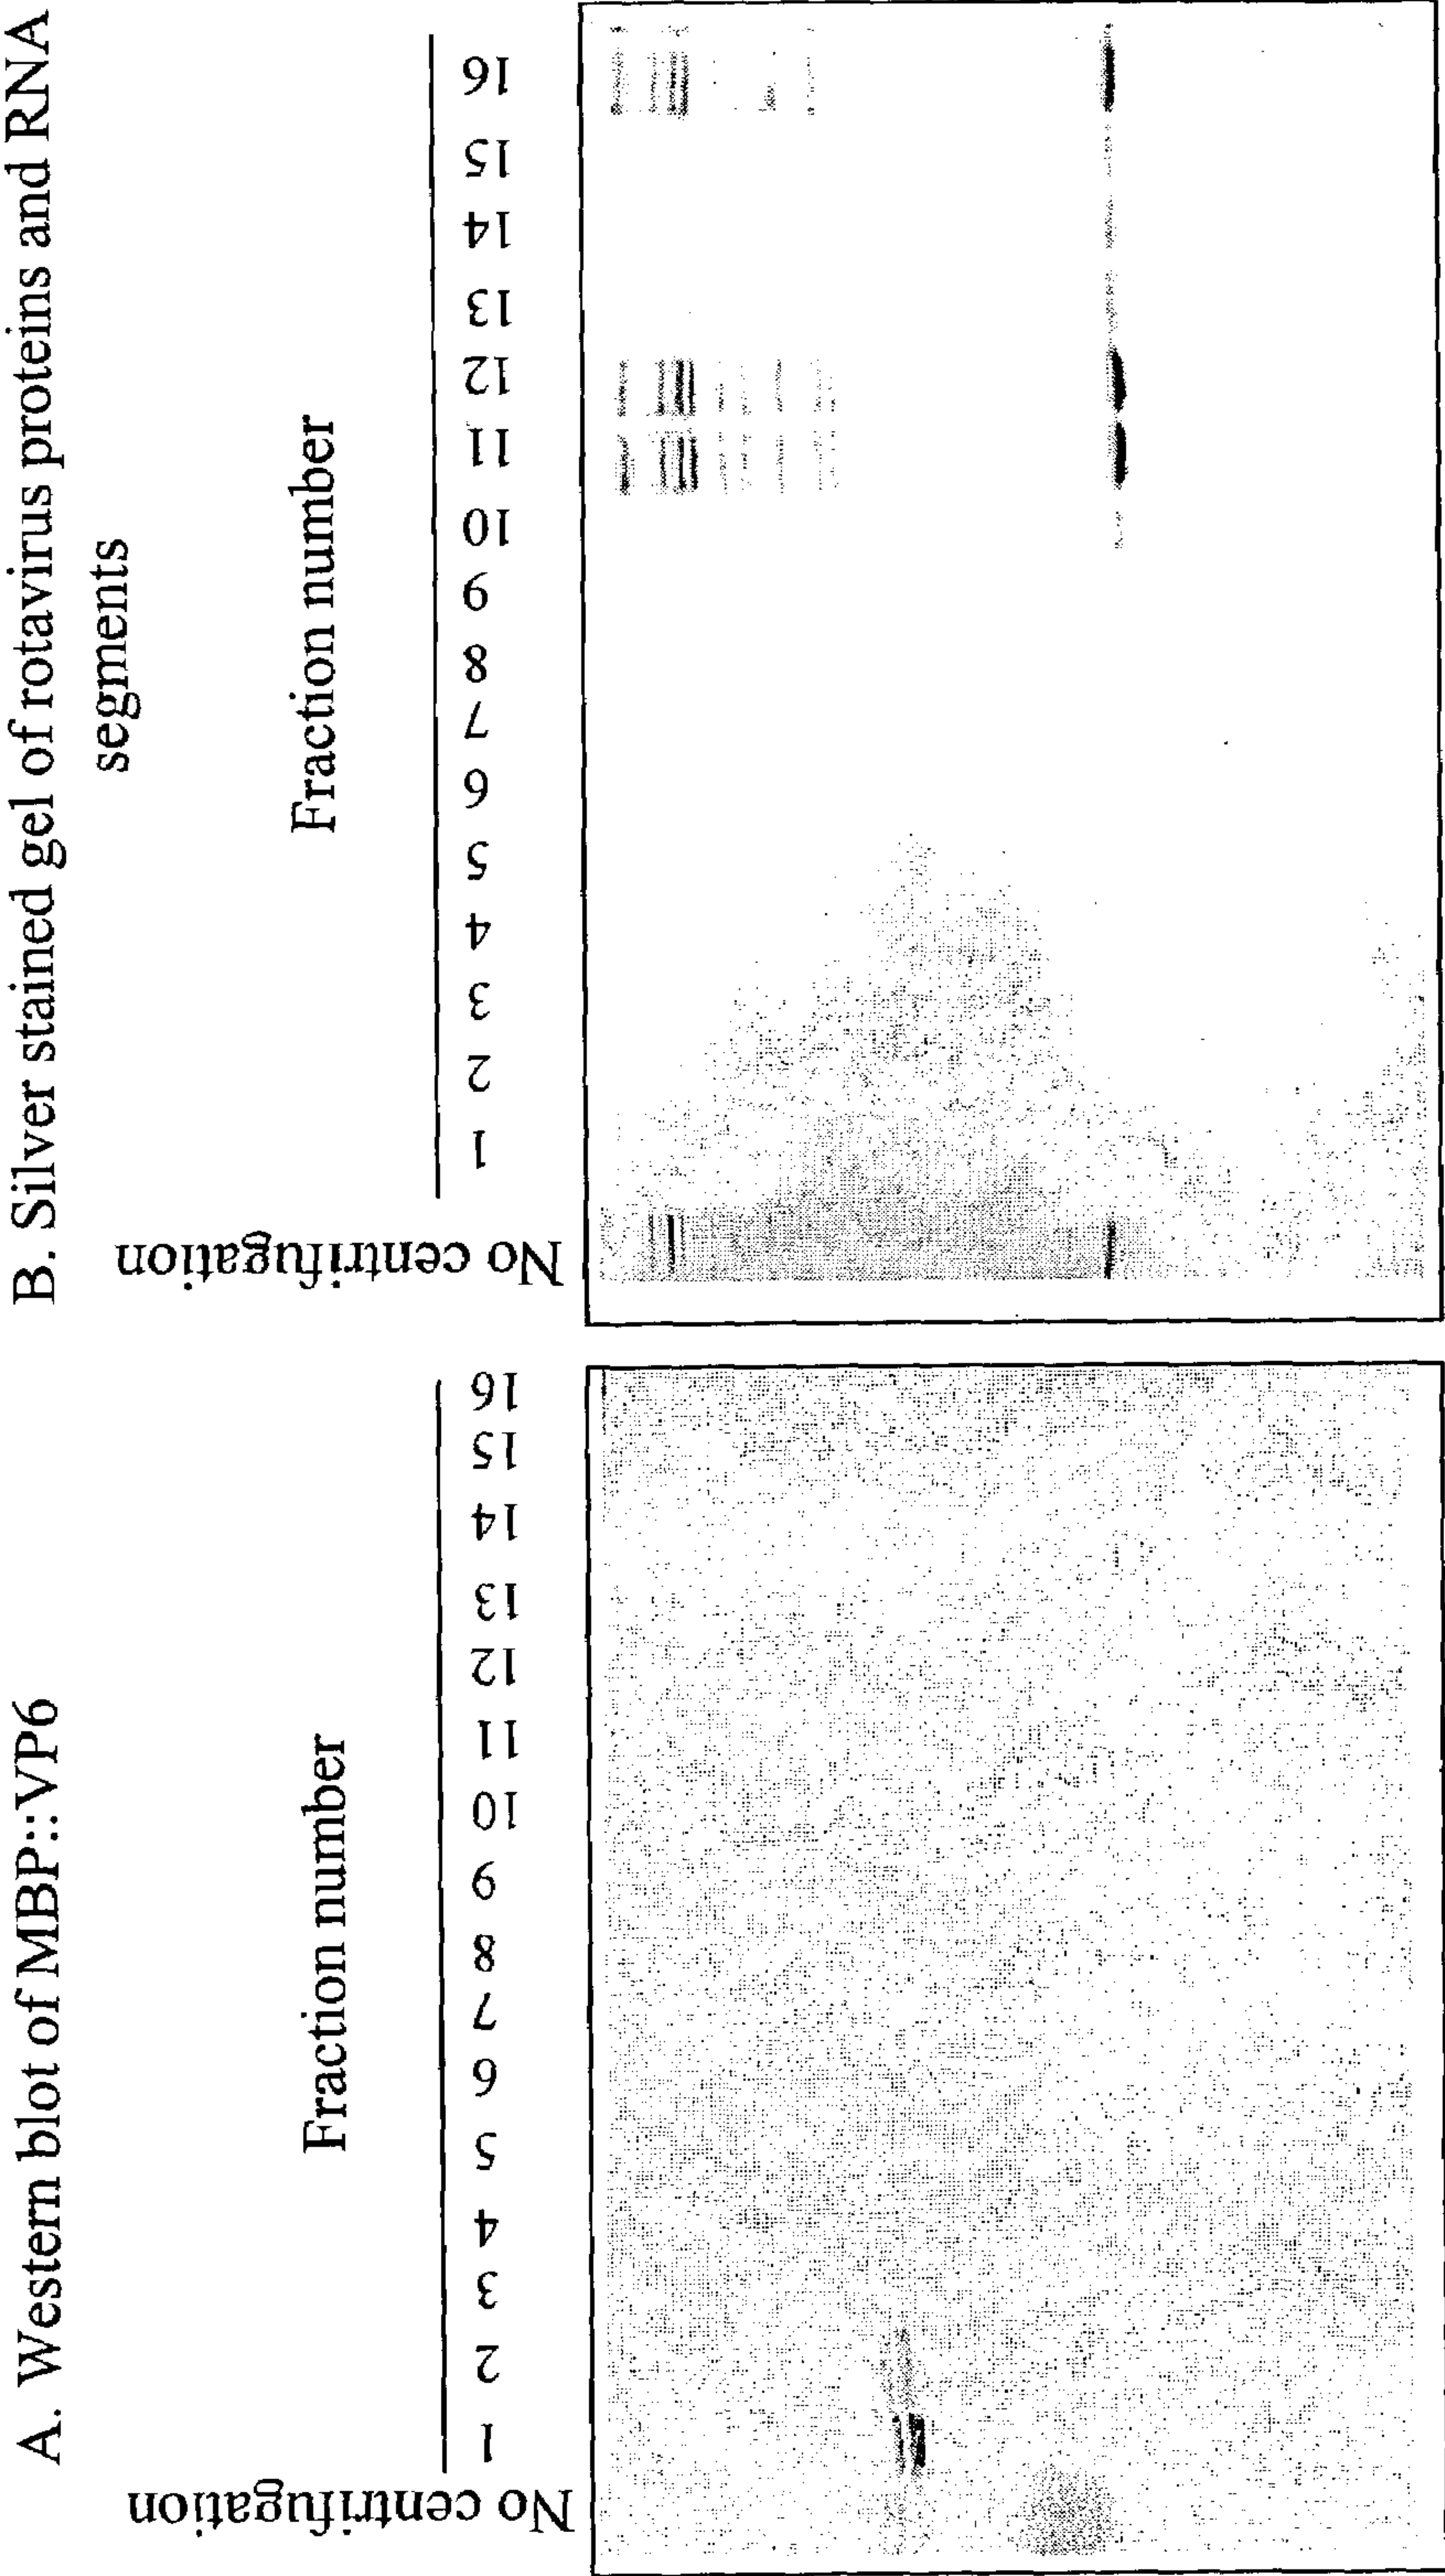 A. Western blot of MBP::VP6
Fraction number
No centrifugation 1 2 3 4 5 6 7 8 9 10 11 12 13 14 15 16
B. Silver stained gel of rotavirus proteins and RNA
segments
Fraction number
No centrifugation 1 2 3 4 5 6 7 8 9 10 11 12 13 14 15 16